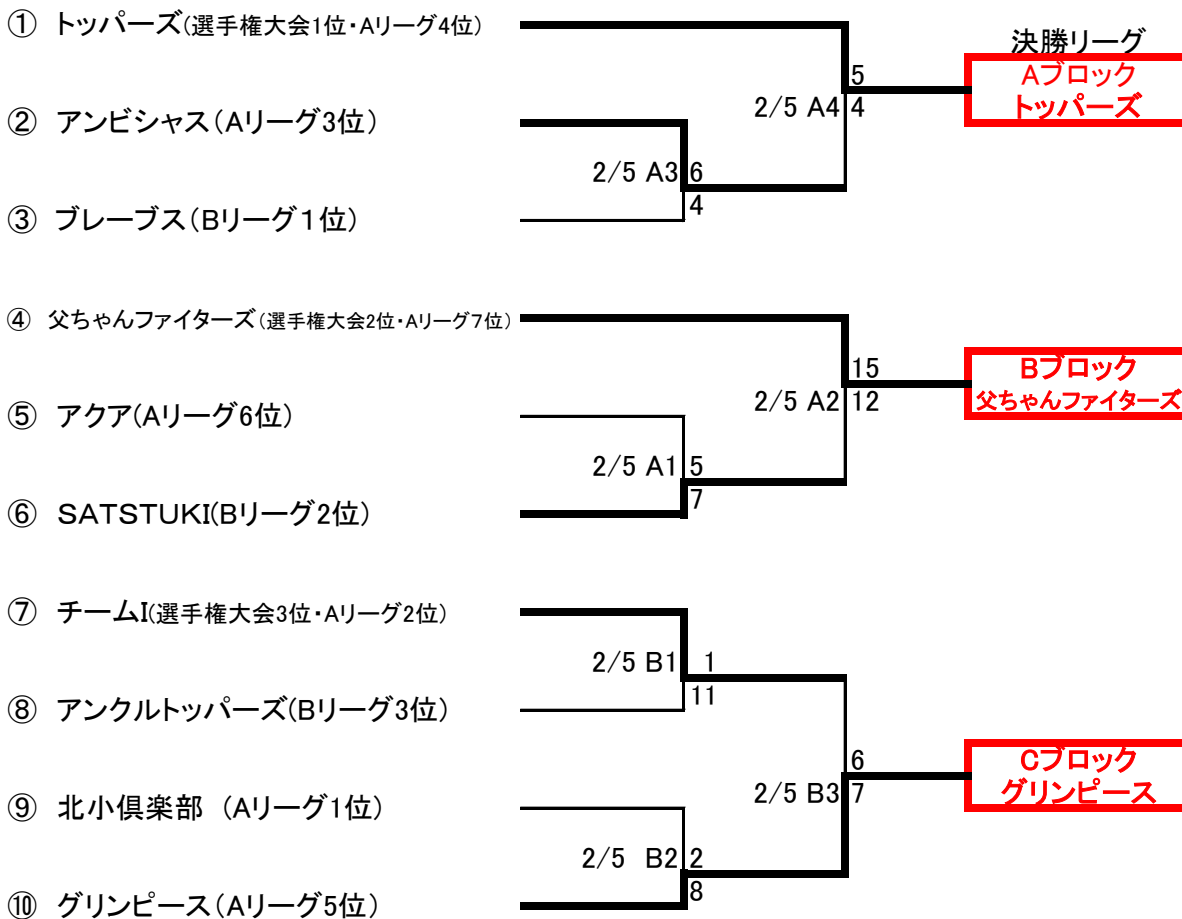 ① トッパーズ(選手権大会1位・Aリーグ4位)
決勝リーグ
Aブロック
トッパーズ
5
2/5 A4 4
② アンビシャス(Aリーグ3位)
2/5 A3 6
4
③ ブレーブス(Bリーグ１位)
④ 父ちゃんファイターズ(選手権大会2位・Aリーグ７位)
15
2/5 A2 12
Bブロック
父ちゃんファイターズ
⑤ アクア(Aリーグ6位)
2/5 A1 5
7
⑥ SATSTUKI(Bリーグ2位)
⑦ チームI(選手権大会3位・Aリーグ2位)
2/5 B1 1
11
⑧ アンクルトッパーズ(Bリーグ3位)
6
2/5 B3 7
Cブロック
グリンピース
⑨ 北小倶楽部 (Aリーグ1位)
2/5 B2 2
8
⑩ グリンピース(Aリーグ5位)